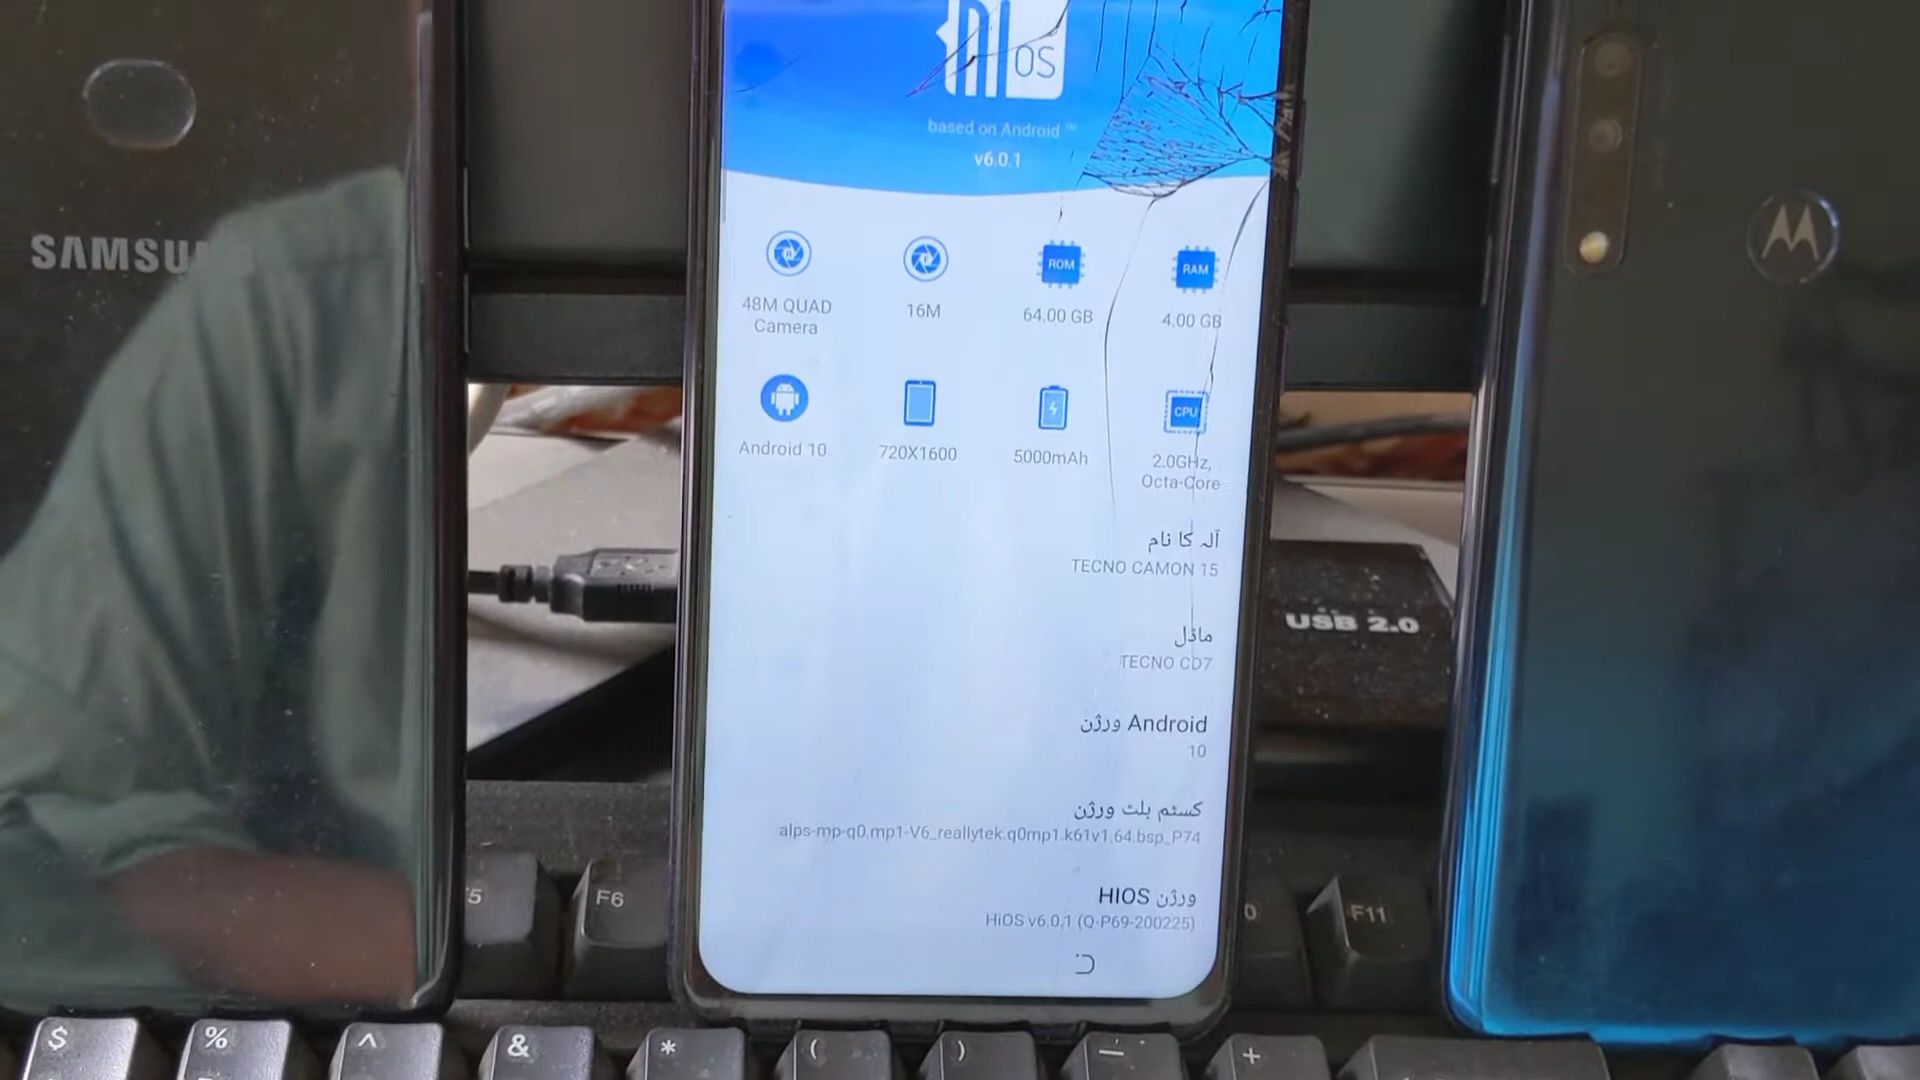 SAMSU
OS
based on Android ™
v6.0.1
48M QUAD
Camera
16M
ROM
64.00 GB
RAM
4.00 GB
Android 10
720X1600
5000mAh
CPU
2.0GHz,
Octa-Core
آلہ کا نام
TECNO CAMON 15
ماڈل
TECNO CD7
Android ورژن
10
کسٹم بلٹ ورژن
alps-mp-q0.mp1-V6_reallytek.q0mp1.k61v1.64.bsp_P74
ورژن HIOS
HiOS v6.0.1 (Q-P69-200225)
USB 2.0
F6
F11
$
%
^
&
*
(
)
—
+